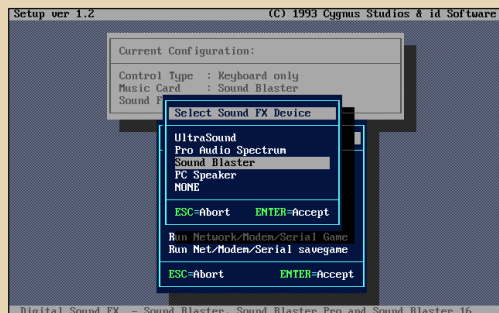 Setup ver 1.2 (C) 1993 Cygnus Studios & id Software
Current Configuration:
Control Type : Keyboard only
Music Card : Sound Blaster
Sound F
Select Sound FX Device
UltraSound
Pro Audio Spectrum
Sound Blaster
PC Speaker
NONE
ESC=Abort ENTER=Accept
Run Network/Modem/Serial Game
Run Net/Modem/Serial savegame
ESC=Abort ENTER=Accept
Digital Sound FX - Sound Blaster, Sound Blaster Pro and Sound Blaster 16